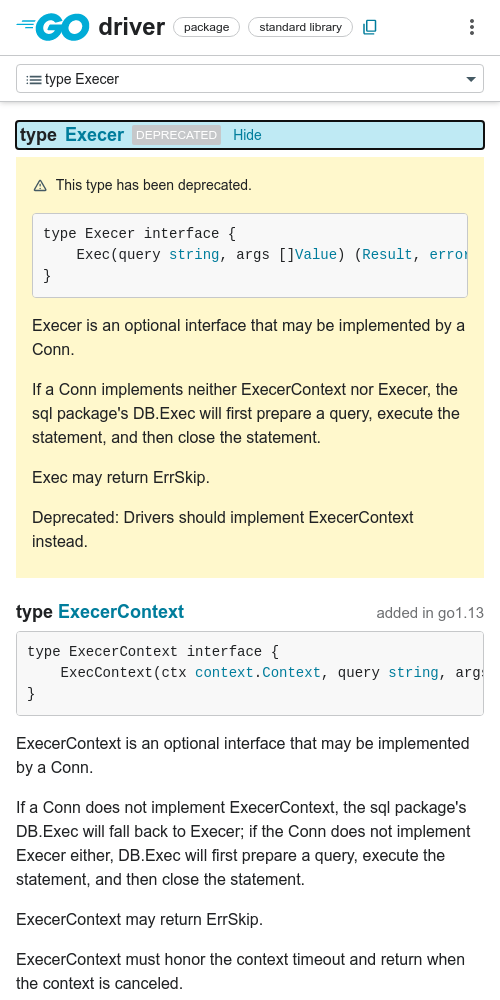 GO driver package standard library
type Execer
type Execer DEPRECATED Hide
This type has been deprecated.
type Execer interface {
    Exec(query string, args []Value) (Result, error
}
Execer is an optional interface that may be implemented by a
Conn.
If a Conn implements neither ExecerContext nor Execer, the
sql package's DB.Exec will first prepare a query, execute the
statement, and then close the statement.
Exec may return ErrSkip.
Deprecated: Drivers should implement ExecerContext
instead.
type ExecerContext added in go1.13
type ExecerContext interface {
    ExecContext(ctx context.Context, query string, args
}
ExecerContext is an optional interface that may be implemented
by a Conn.
If a Conn does not implement ExecerContext, the sql package's
DB.Exec will fall back to Execer; if the Conn does not implement
Execer either, DB.Exec will first prepare a query, execute the
statement, and then close the statement.
ExecerContext may return ErrSkip.
ExecerContext must honor the context timeout and return when
the context is canceled.